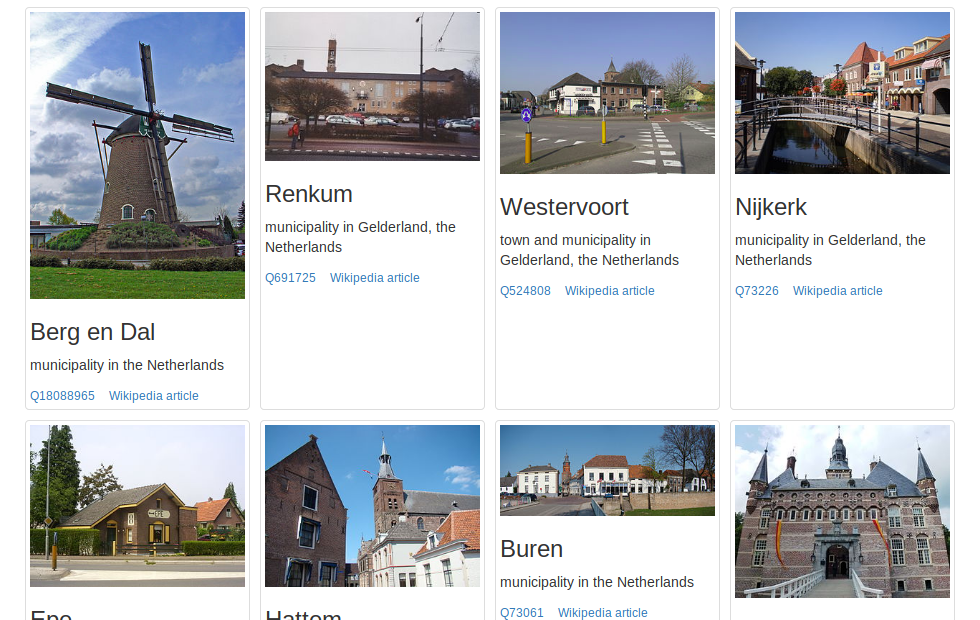 Berg en Dal
municipality in the Netherlands
Q18088965 Wikipedia article
Renkum
municipality in Gelderland, the
Netherlands
Q691725 Wikipedia article
Westervoort
town and municipality in
Gelderland, the Netherlands
Q524808 Wikipedia article
Nijkerk
municipality in Gelderland, the
Netherlands
Q73226 Wikipedia article
EPE
Epe
Hattem
Buren
municipality in the Netherlands
Q73061 Wikipedia article